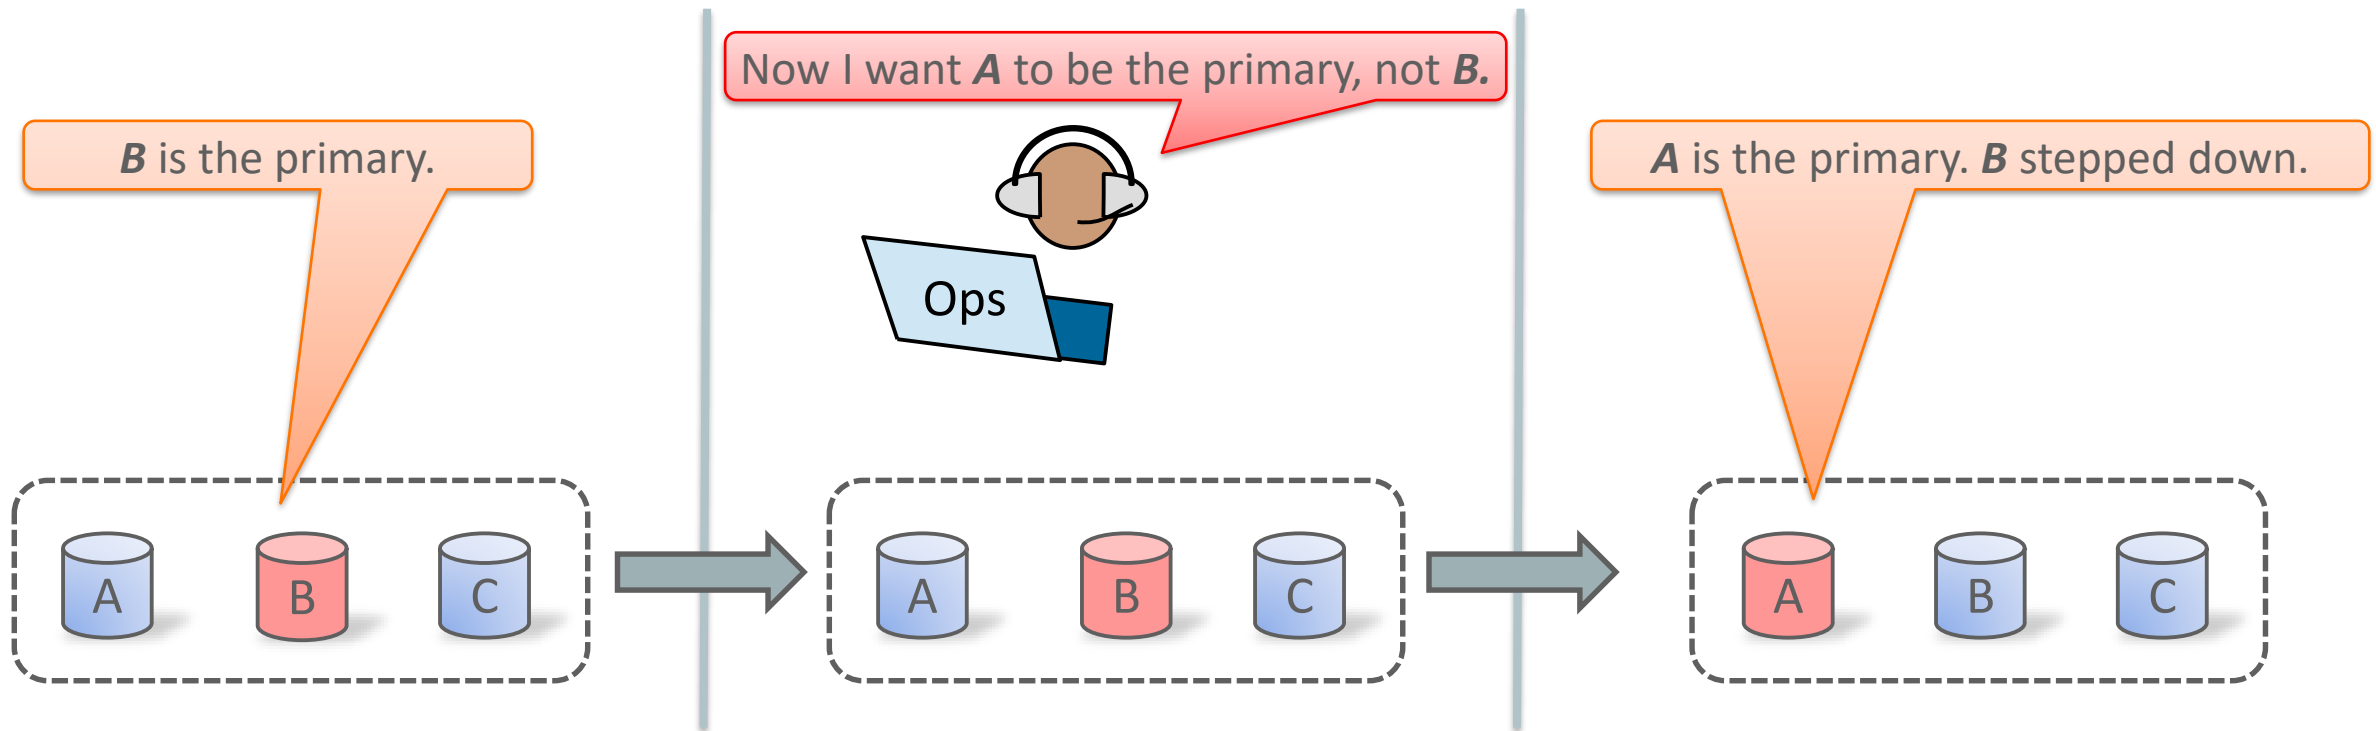 B is the primary.
A
B
C
Now I want A to be the primary, not B.
Ops
A
B
C
A is the primary. B stepped down.
A
B
C